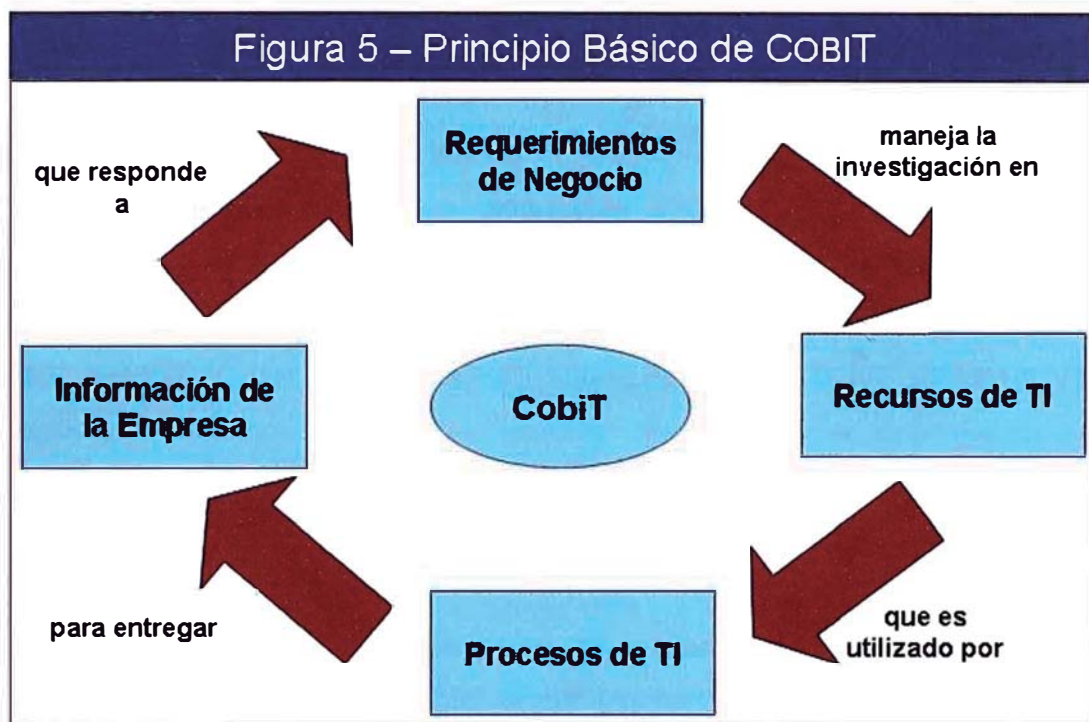 Figura 5 – Principio Básico de COBIT
Requerimientos
de Negocio
maneja la
investigación en
Recursos de TI
que es
utilizado por
Procesos de TI
para entregar
Información de
la Empresa
que responde
a
CobiT